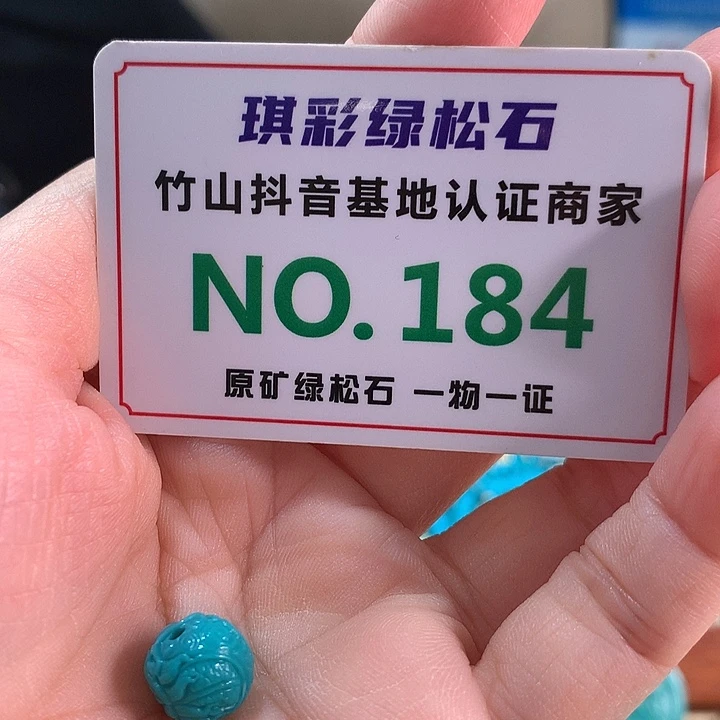 琪彩绿松石
竹山抖音基地认证商家
NO.184
原矿绿松石 一物一证